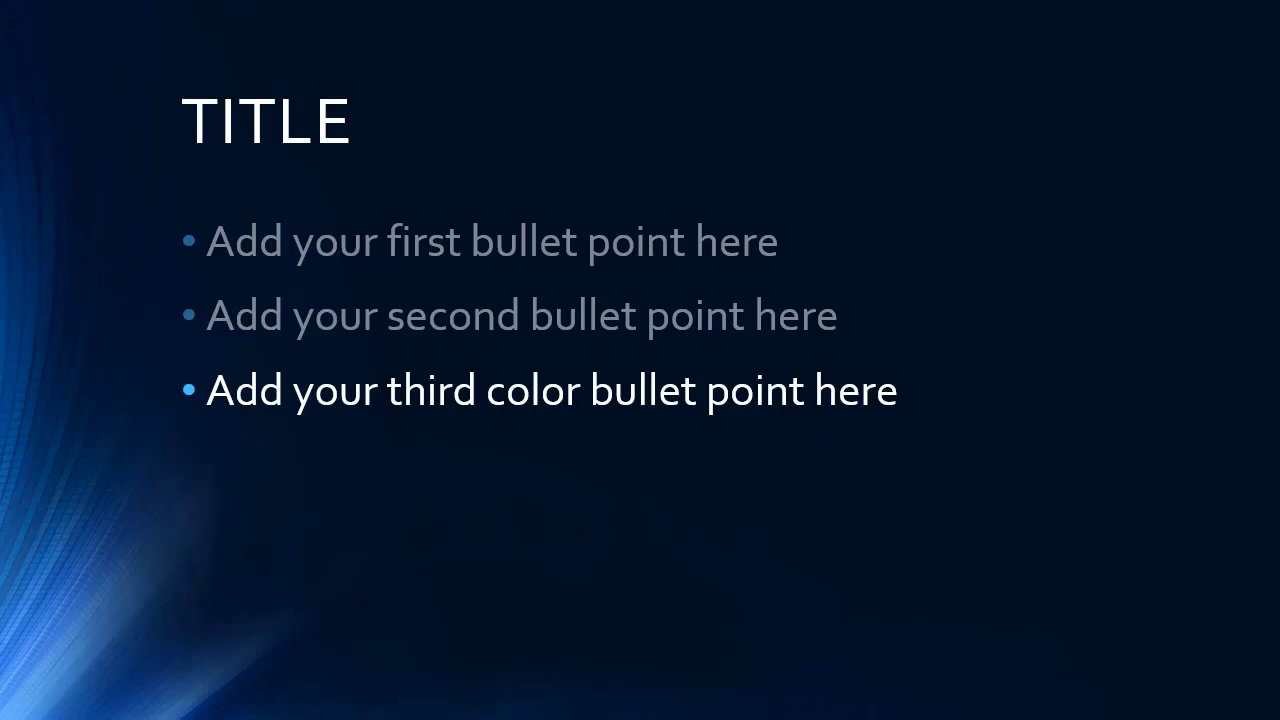 TITLE
• Add your first bullet point here
• Add your second bullet point here
• Add your third color bullet point here